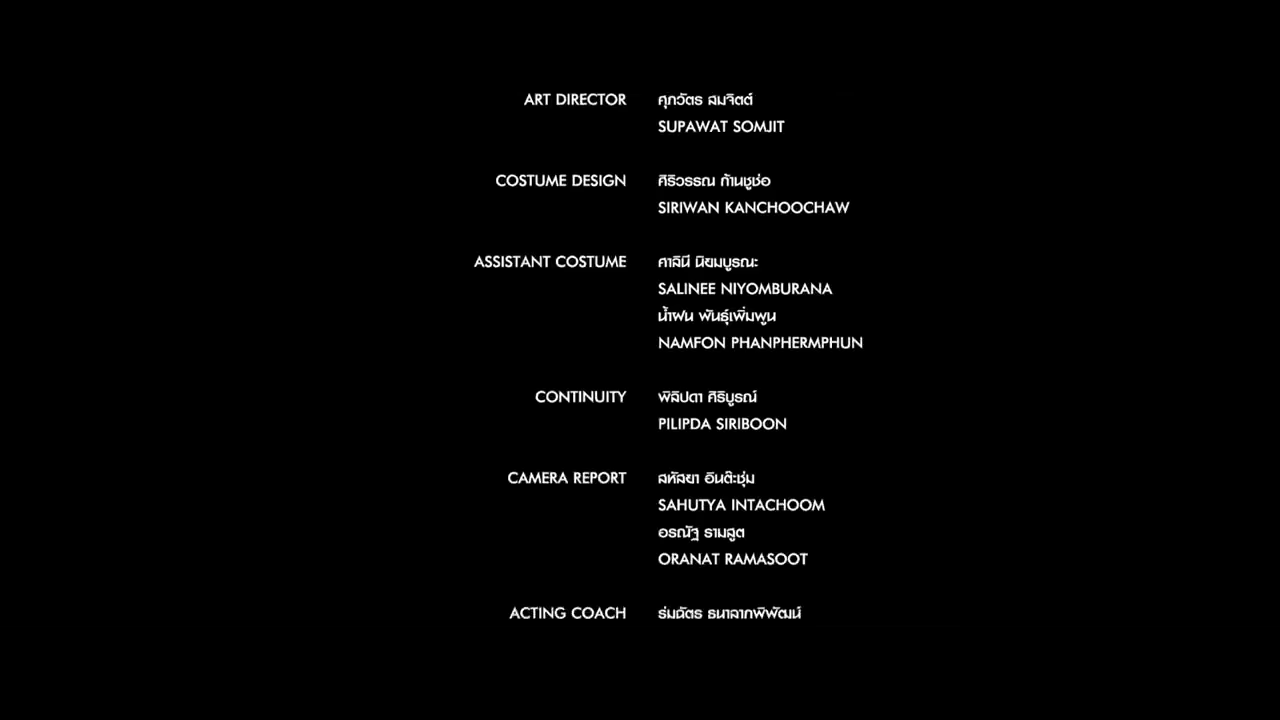 ART DIRECTOR ศุภวัตร สมจิตต์
SUPAWAT SOMJIT
COSTUME DESIGN ศิริวรรณ ก้านชูช่อ
SIRIWAN KANCHOOCHAW
ASSISTANT COSTUME ศาลินี นิยมบูรณะ
SALINEE NIYOMBURANA
น้ำฝน พันธุ์เพิ่มพูน
NAMFON PHANPHERMPHUN
CONTINUITY พิลิปดา ศิริบูรณ์
PILIPDA SIRIBOON
CAMERA REPORT สหัสยา อินต๊ะชุ่ม
SAHUTYA INTACHOOM
อรณัฐ รามสูต
ORANAT RAMASOOT
ACTING COACH ร่มฉัตร ธนาลาภพิพัฒน์